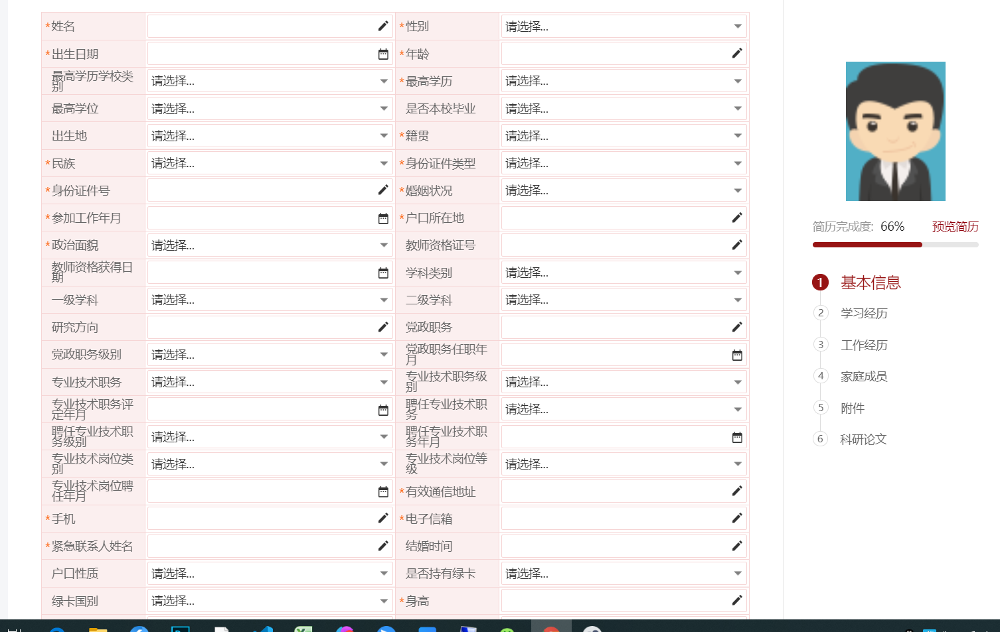 *姓名 *性别 请选择...
*出生日期 *年龄
最高学历学校类别 请选择... *最高学历 请选择...
最高学位 请选择... 是否本校毕业 请选择...
出生地 请选择... *籍贯 请选择...
*民族 请选择... *身份证件类型 请选择...
*身份证件号 *婚姻状况 请选择...
*参加工作年月 *户口所在地
*政治面貌 请选择... 教师资格证号
教师资格获得日期 学科类别 请选择...
一级学科 请选择... 二级学科 请选择...
研究方向 党政职务
党政职务级别 请选择... 党政职务任职年月
专业技术职务 请选择... 专业技术职务级别 请选择...
专业技术职务评定年月 聘任专业技术职务 请选择...
聘任专业技术职务级别 请选择... 聘任专业技术职务年月
专业技术岗位类别 请选择... 专业技术岗位等级 请选择...
专业技术岗位聘任年月 *有效通信地址
*手机 *电子信箱
*紧急联系人姓名 结婚时间
户口性质 请选择... 是否持有绿卡 请选择...
绿卡国别 请选择... *身高
简历完成度: 66% 预览简历
1 基本信息
2 学习经历
3 工作经历
4 家庭成员
5 附件
6 科研论文